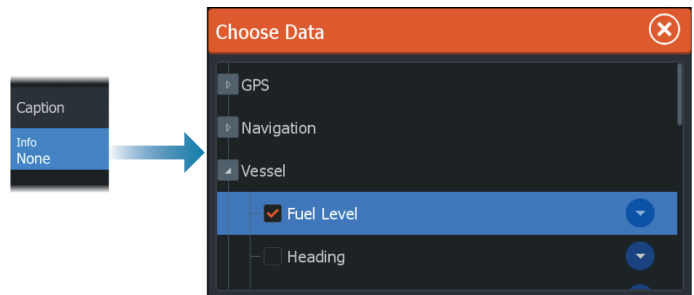 Caption
Info
None
Choose Data
GPS
Navigation
Vessel
Fuel Level
Heading